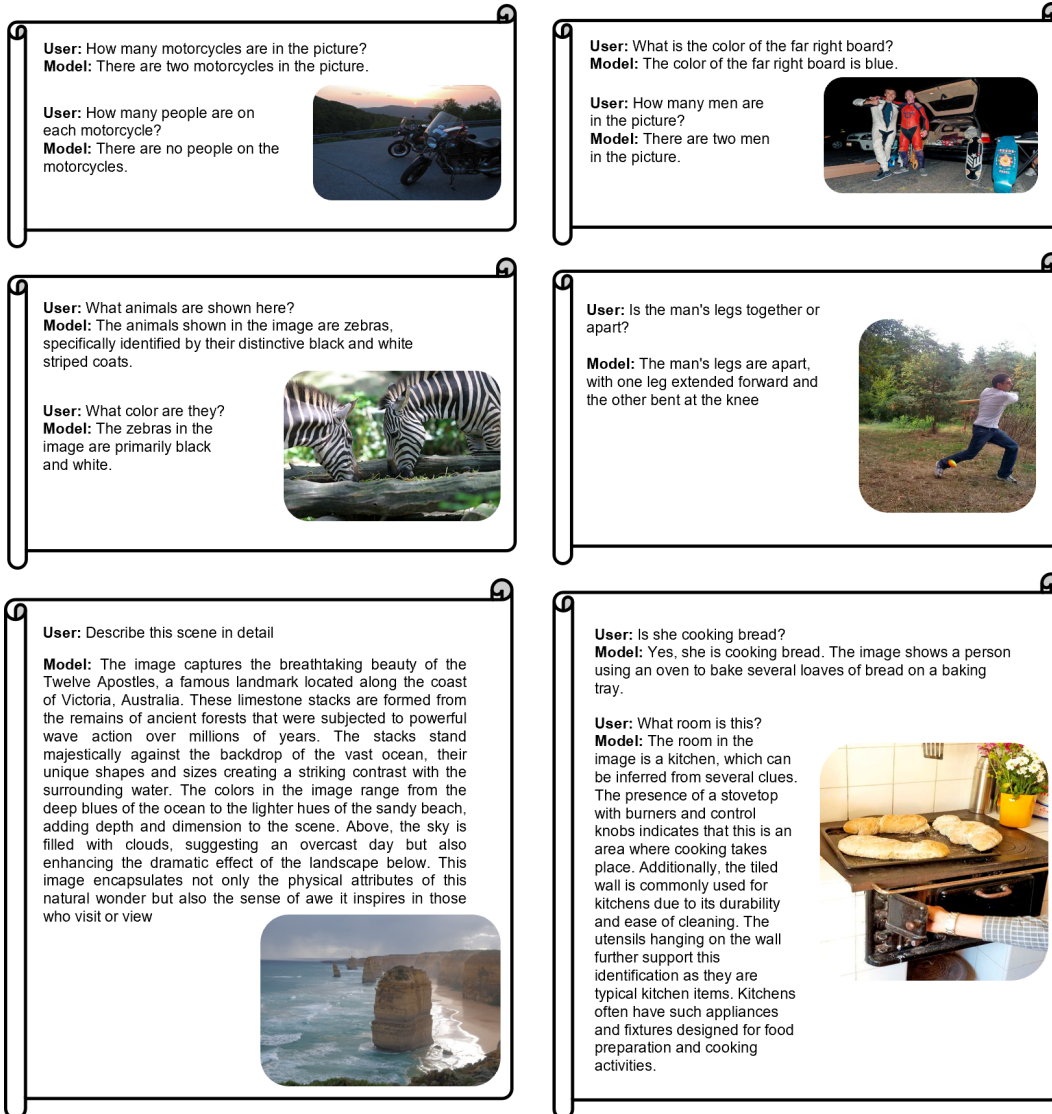 User: How many motorcycles are in the picture?
Model: There are two motorcycles in the picture.
User: How many people are on
each motorcycle?
Model: There are no people on the
motorcycles.
User: What is the color of the far right board?
Model: The color of the far right board is blue.
User: How many men are
in the picture?
Model: There are two men
in the picture.
User: What animals are shown here?
Model: The animals shown in the image are zebras,
specifically identified by their distinctive black and white
striped coats.
User: What color are they?
Model: The zebras in the
image are primarily black
and white.
User: Is the man's legs together or
apart?
Model: The man's legs are apart,
with one leg extended forward and
the other bent at the knee
User: Describe this scene in detail
Model: The image captures the breathtaking beauty of the
Twelve Apostles, a famous landmark located along the coast
of Victoria, Australia. These limestone stacks are formed from
the remains of ancient forests that were subjected to powerful
wave action over millions of years. The stacks stand
majestically against the backdrop of the vast ocean, their
unique shapes and sizes creating a striking contrast with the
surrounding water. The colors in the image range from the
deep blues of the ocean to the lighter hues of the sandy beach,
adding depth and dimension to the scene. Above, the sky is
filled with clouds, suggesting an overcast day but also
enhancing the dramatic effect of the landscape below. This
image encapsulates not only the physical attributes of this
natural wonder but also the sense of awe it inspires in those
who visit or view
User: Is she cooking bread?
Model: Yes, she is cooking bread. The image shows a person
using an oven to bake several loaves of bread on a baking
tray.
User: What room is this?
Model: The room in the
image is a kitchen, which can
be inferred from several clues.
The presence of a stovetop
with burners and control
knobs indicates that this is an
area where cooking takes
place. Additionally, the tiled
wall is commonly used for
kitchens due to its durability
and ease of cleaning. The
utensils hanging on the wall
further support this
identification as they are
typical kitchen items. Kitchens
often have such appliances
and fixtures designed for food
preparation and cooking
activities.